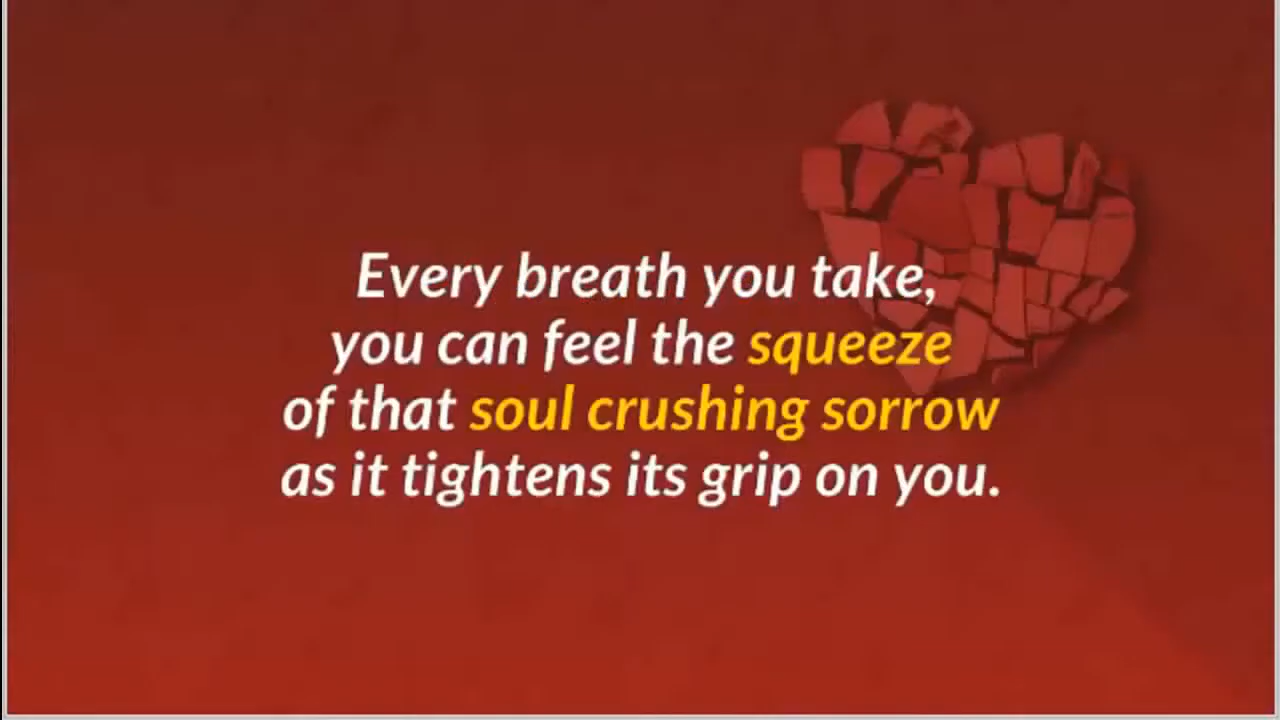 Every breath you take,
you can feel the squeeze
of that soul crushing sorrow
as it tightens its grip on you.